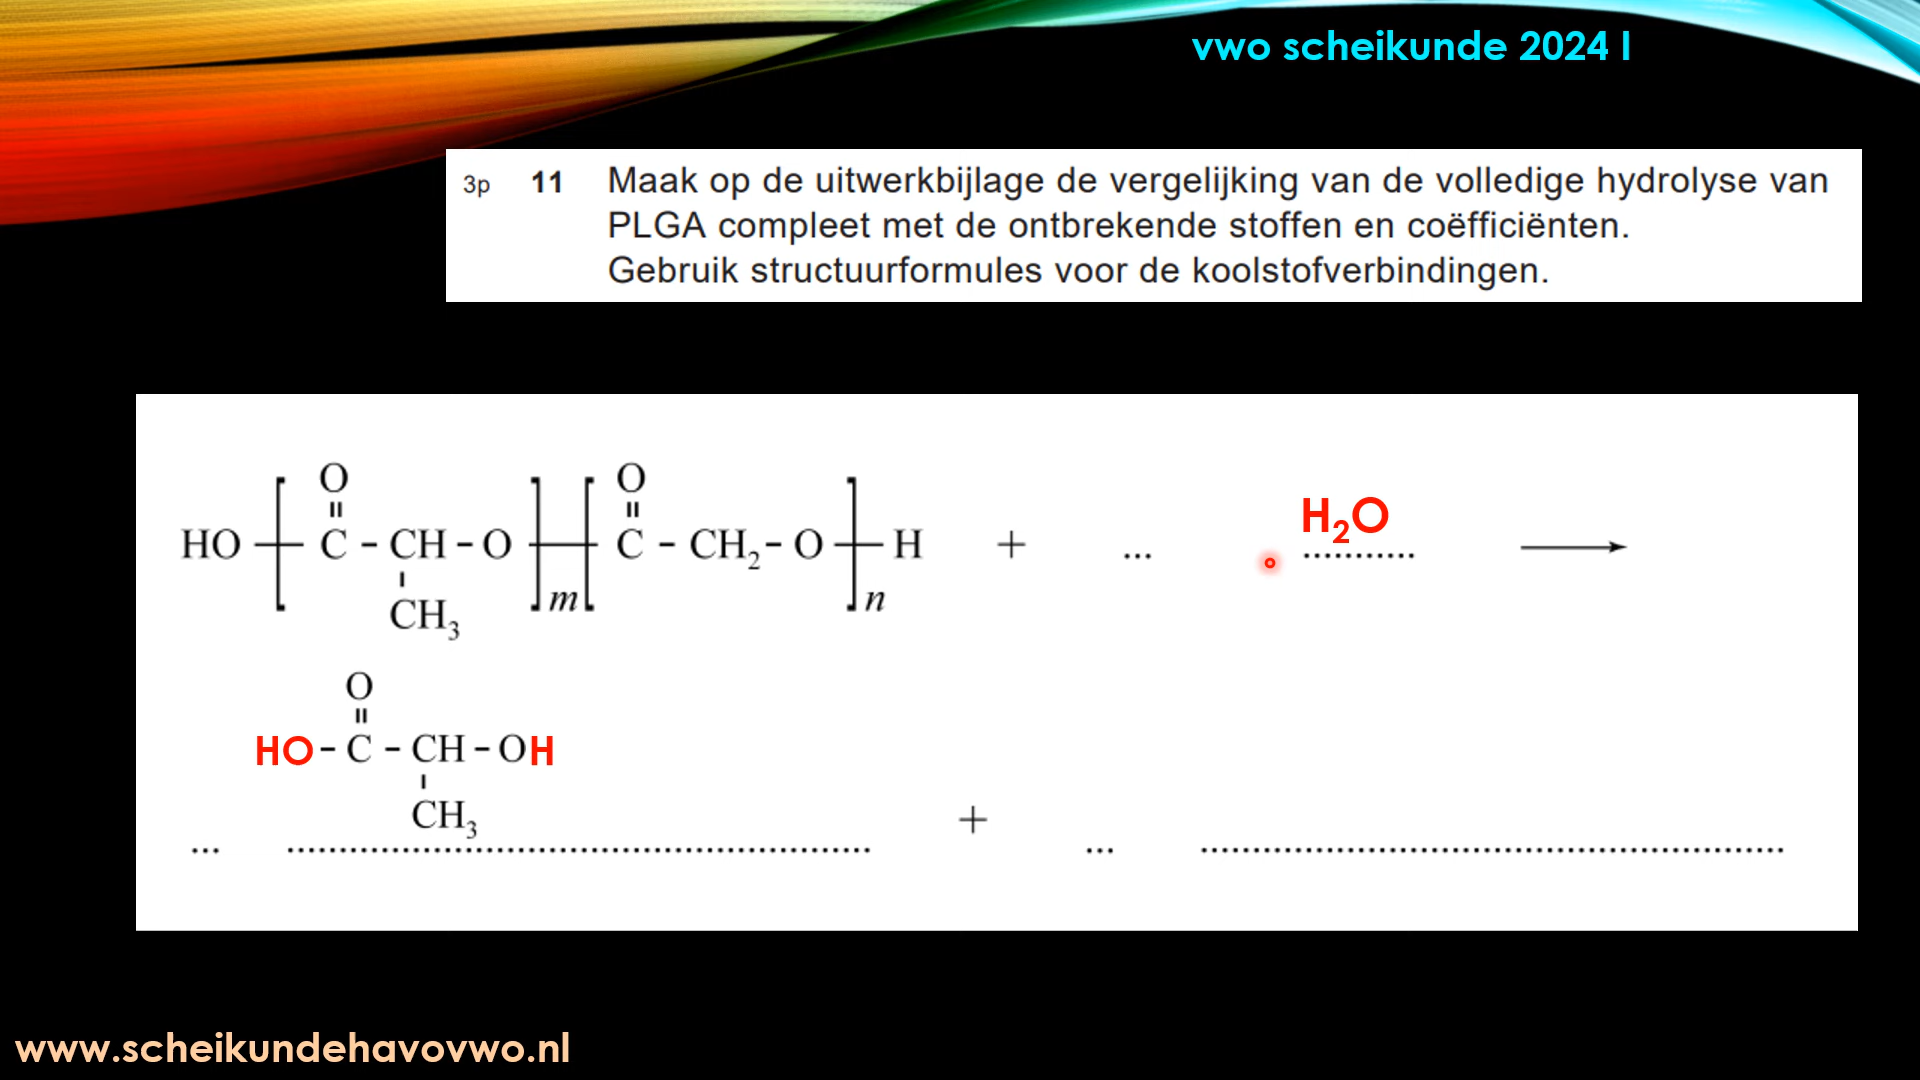 vwo scheikunde 2024 I
3p 11 Maak op de uitwerkbijlage de vergelijking van de volledige hydrolyse van
PLGA compleet met de ontbrekende stoffen en coëfficiënten.
Gebruik structuurformules voor de koolstofverbindingen.
O O
HO C - CH - O m C - CH₂ - O n H + ... H₂O ........... ⟶
CH₃
O
HO - C - CH - OH
CH₃ +
... ........................................................ ... ........................................................
www.scheikundehavovwo.nl